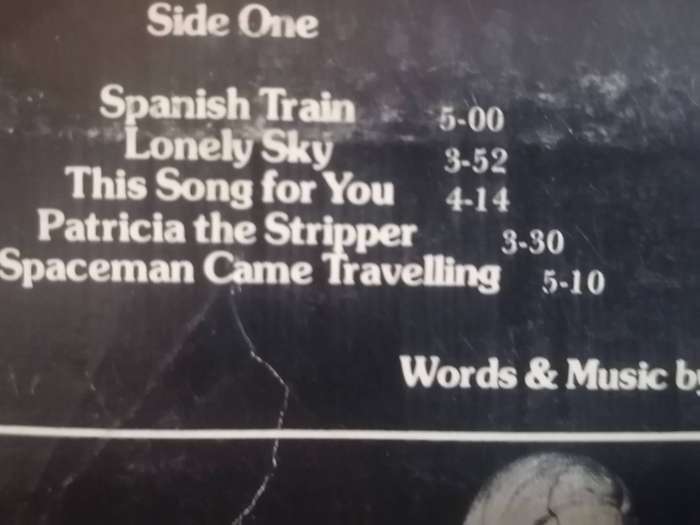 Side One
Spanish Train 5-00
Lonely Sky 3-52
This Song for You 4-14
Patricia the Stripper 3-30
Spaceman Came Travelling 5-10
Words & Music by